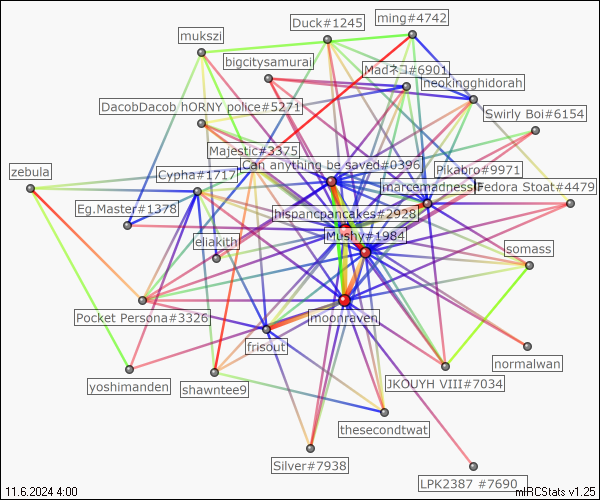 ming#4742
Duck#1245
mukszi
bigcitysamurai
Madネコ#6901
neokingghidorah
DacobDacob hORNY police#5271
Swirly Boi#6154
Majestic#3375
Can anything be saved#0396
Pikabro#9971
zebula
Cypha#1717
marcemadness
Fedora Stoat#4479
Eg.Master#1378
hispancpancakes#2928
eliakith
Mushy#1984
somass
Pocket Persona#3326
moonraven
frisout
normalwan
yoshimanden
shawntee9
JKOUYH VIII#7034
thesecondtwat
Silver#7938
LPK2387 #7690
11.6.2024 4:00
mIRCStats v1.25